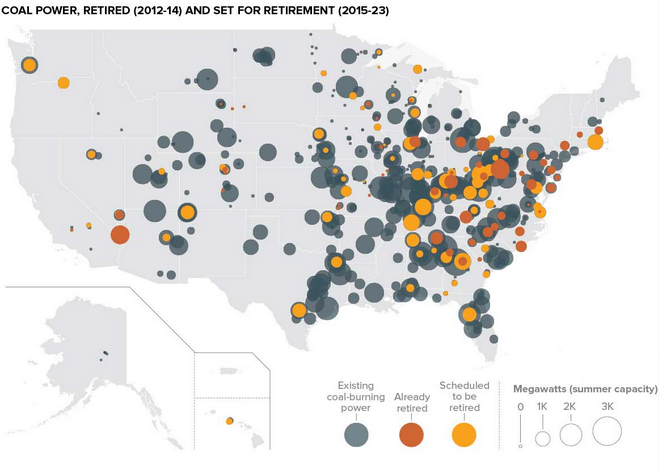 COAL POWER, RETIRED (2012-14) AND SET FOR RETIREMENT (2015-23)
Existing
coal-burning
power
Already
retired
Scheduled
to be
retired
Megawatts (summer capacity)
0 1K 2K 3K